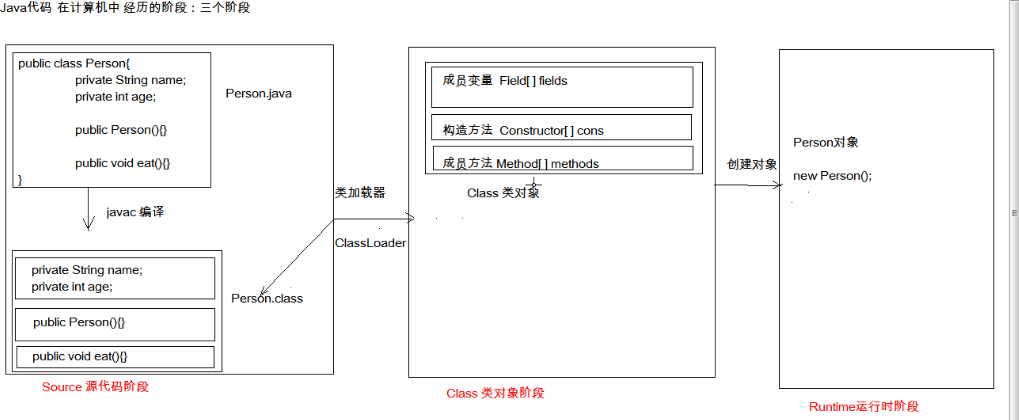 Java代码 在计算机中 经历的阶段：三个阶段
public class Person{
private String name;
private int age;
public Person(){}
public void eat(){}
}
Person.java
javac 编译
private String name;
private int age;
public Person(){}
public void eat(){}
Person.class
Source 源代码阶段
类加载器
ClassLoader
成员变量 Field[ ] fields
构造方法 Constructor[ ] cons
成员方法 Method[ ] methods
Class 类对象
Class 类对象阶段
创建对象
Person对象
new Person();
Runtime运行时阶段